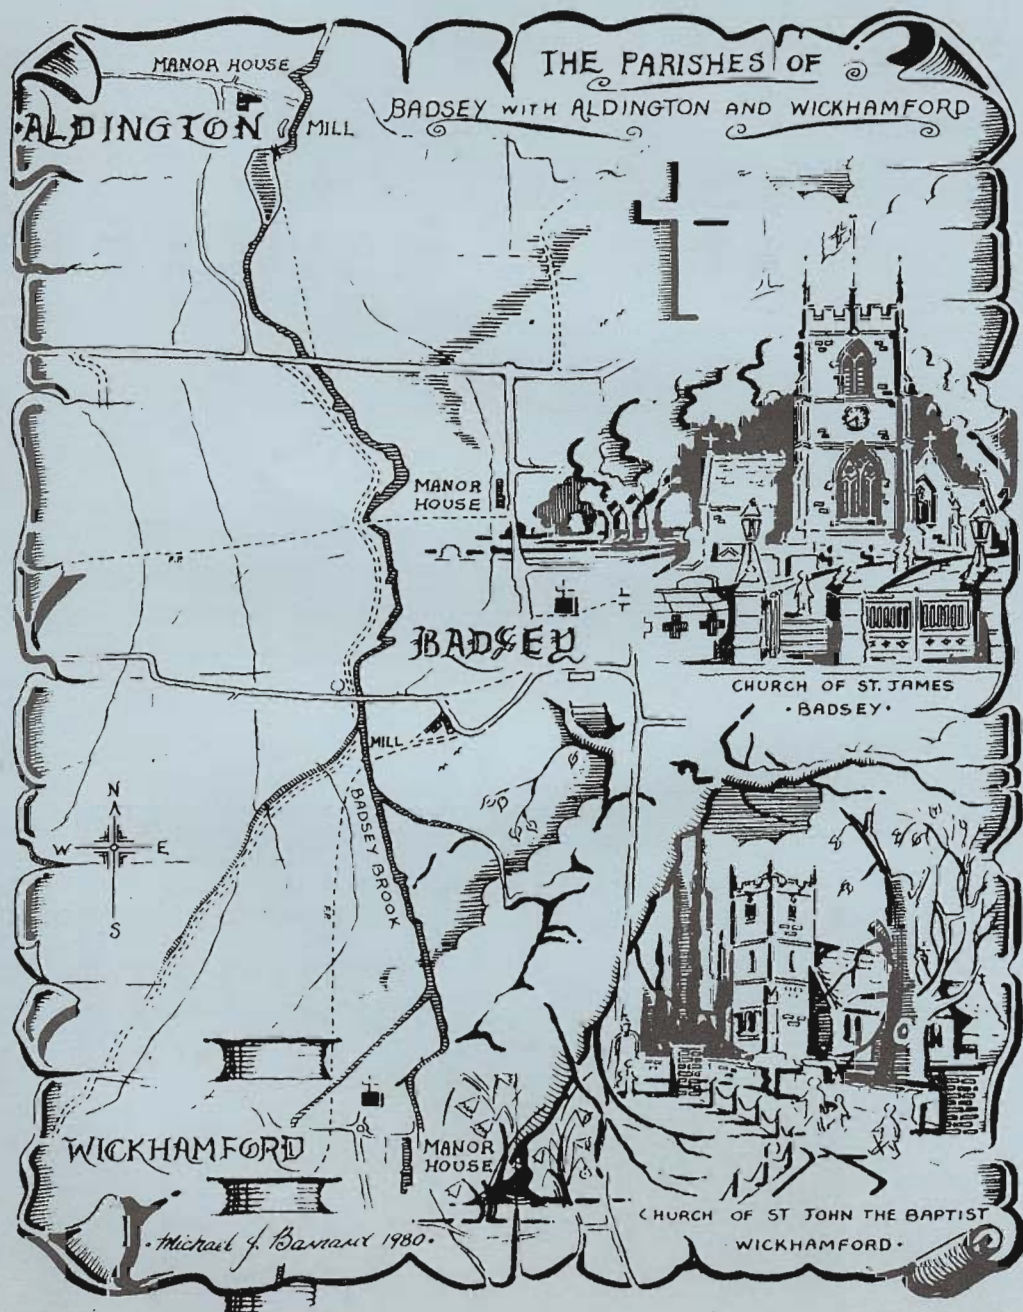 THE PARISHES OF
BADSEY WITH ALDINGTON AND WICKHAMFORD
MANOR HOUSE
ALDINGTON
MILL
MANOR
HOUSE
F.P.
BADSEY
CHURCH OF ST. JAMES
· BADSEY ·
MILL
N
W E
S
BADSEY BROOK
F.P.
WICKHAMFORD
MANOR
HOUSE
CHURCH OF ST JOHN THE BAPTIST
WICKHAMFORD ·
· Michael J. Barnard 1980 ·